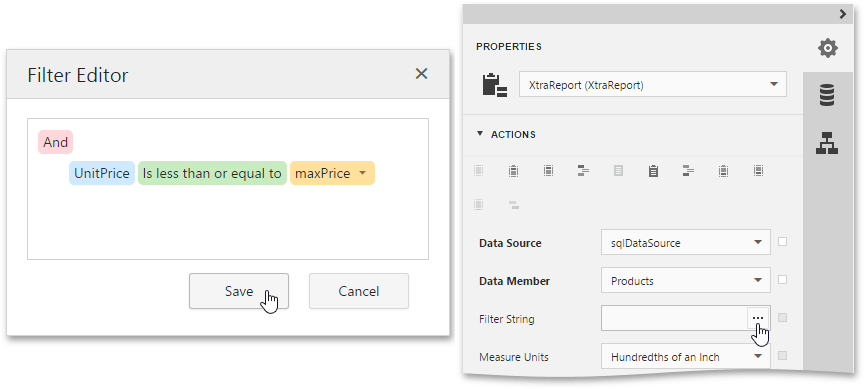 Filter Editor
And
UnitPrice Is less than or equal to maxPrice
Save Cancel
PROPERTIES
XtraReport (XtraReport)
ACTIONS
Data Source sqlDataSource
Data Member Products
Filter String ...
Measure Units Hundredths of an Inch